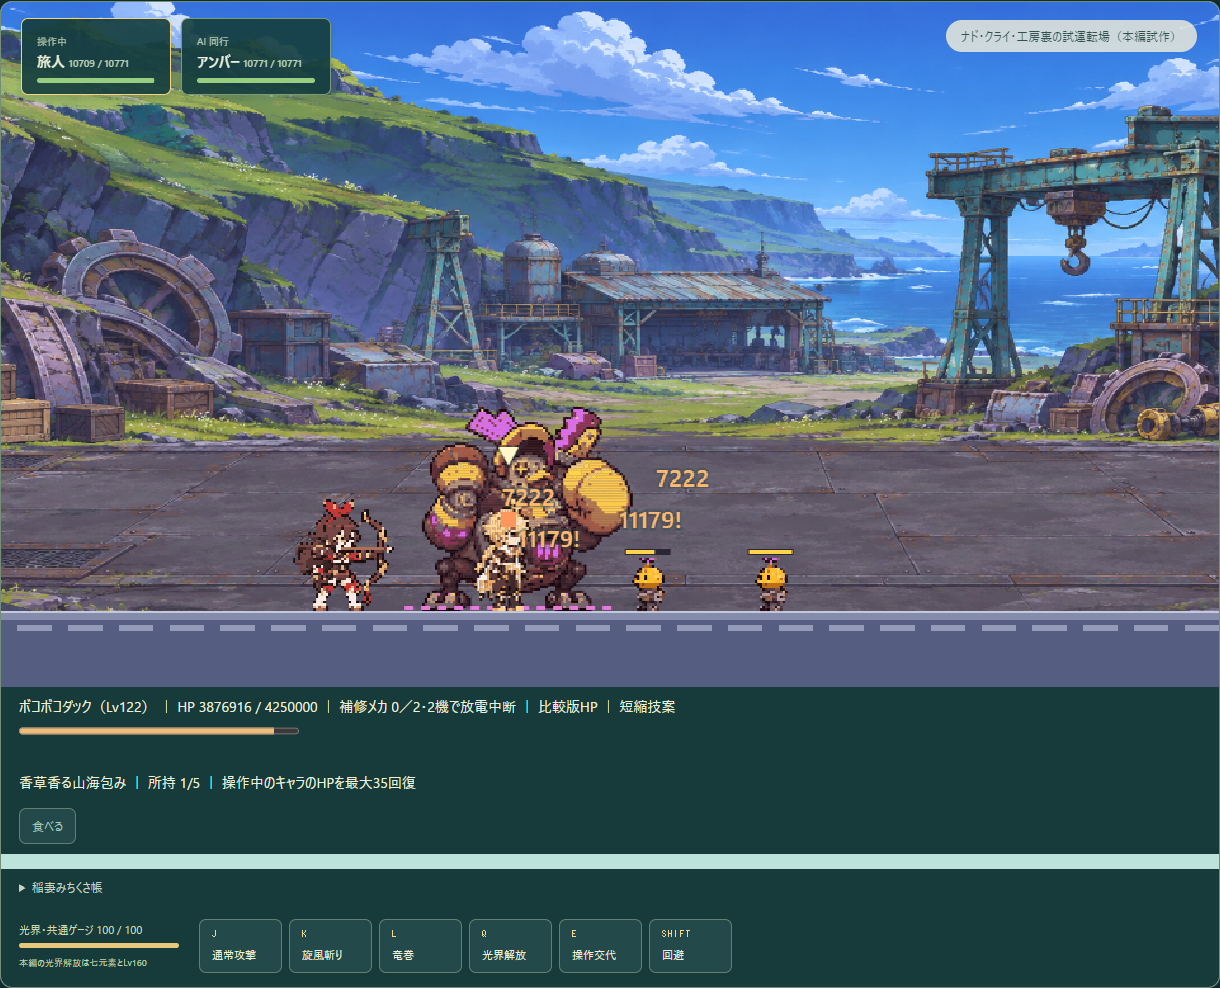 操作中
旅人 10709 / 10771
AI 同行
アンバー 10771 / 10771
ナド・クライ・工房裏の試運転場（本編試作）
7222
7222
11179!
11179!
ボコボコダック（Lv122） | HP 3876916 / 4250000 | 補修メカ 0／2・2機で放電中断 | 比較版HP | 短縮技案
香草香る山海包み | 所持 1/5 | 操作中のキャラのHPを最大35回復
食べる
▶ 稲妻みちくさ帳
光界・共通ゲージ 100 / 100
本編の光界解放は七元素とLv160
J
通常攻撃
K
旋風斬り
L
竜巻
Q
光界解放
E
操作交代
SHIFT
回避